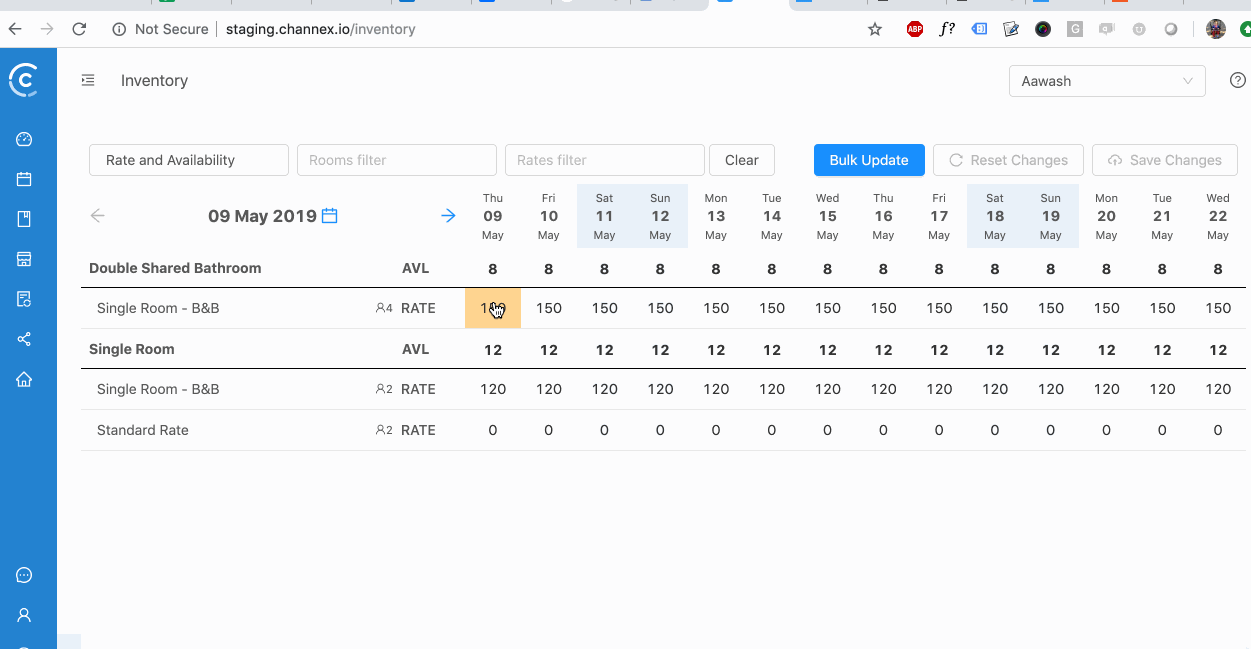 Not Secure | staging.channex.io/inventory
ABP f? G
Inventory
Aawash
Rate and Availability Rooms filter Rates filter Clear Bulk Update Reset Changes Save Changes
09 May 2019
Thu Fri Sat Sun Mon Tue Wed Thu Fri Sat Sun Mon Tue Wed
09 10 11 12 13 14 15 16 17 18 19 20 21 22
May May May May May May May May May May May May May May
Double Shared Bathroom AVL 8 8 8 8 8 8 8 8 8 8 8 8 8 8
Single Room - B&B 4 RATE 150 150 150 150 150 150 150 150 150 150 150 150 150
Single Room AVL 12 12 12 12 12 12 12 12 12 12 12 12 12 12
Single Room - B&B 2 RATE 120 120 120 120 120 120 120 120 120 120 120 120 120 120
Standard Rate 2 RATE 0 0 0 0 0 0 0 0 0 0 0 0 0 0